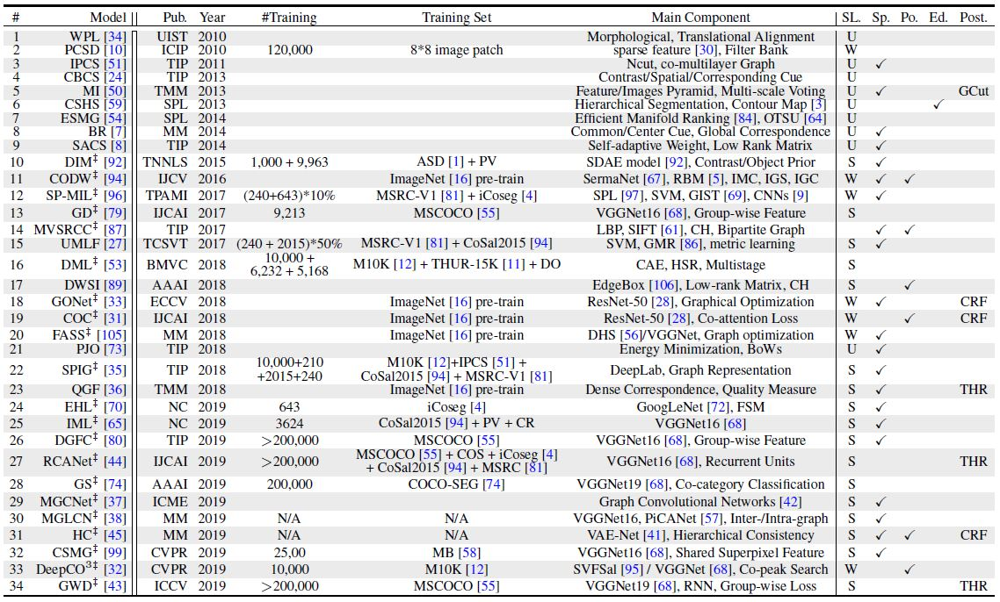 # Model Pub. Year #Training Training Set Main Component SL. Sp. Po. Ed. Post.
1 WPL [34] UIST 2010 Morphological, Translational Alignment U
2 PCSD [10] ICIP 2010 120,000 8*8 image patch sparse feature [30], Filter Bank W
3 IPCS [51] TIP 2011 Ncut, co-multilayer Graph U ✓
4 CBCS [24] TIP 2013 Contrast/Spatial/Corresponding Cue U
5 MI [50] TMM 2013 Feature/Images Pyramid, Multi-scale Voting U ✓ GCut
6 CSHS [59] SPL 2013 Hierarchical Segmentation, Contour Map [3] U ✓
7 ESMG [54] SPL 2014 Efficient Manifold Ranking [84], OTSU [64] U
8 BR [7] MM 2014 Common/Center Cue, Global Correspondence U ✓
9 SACS [8] TIP 2014 Self-adaptive Weight, Low Rank Matrix U ✓
10 DIM‡ [92] TNNLS 2015 1,000 + 9,963 ASD [1] + PV SDAE model [92], Contrast/Object Prior S ✓
11 CODW‡ [94] IJCV 2016 ImageNet [16] pre-train SermaNet [67], RBM [5], IMC, IGS, IGC W ✓ ✓
12 SP-MIL‡ [96] TPAMI 2017 (240+643)*10% MSRC-V1 [81] + iCoseg [4] SPL [97], SVM, GIST [69], CNNs [9] W ✓
13 GD‡ [79] IJCAI 2017 9,213 MSCOCO [55] VGGNet16 [68], Group-wise Feature S
14 MVSRCC‡ [87] TIP 2017 LBP, SIFT [61], CH, Bipartite Graph ✓ ✓
15 UMLF [27] TCSVT 2017 (240 + 2015)*50% MSRC-V1 [81] + CoSal2015 [94] SVM, GMR [86], metric learning S ✓
16 DML‡ [53] BMVC 2018 10,000 + 6,232 + 5,168 M10K [12] + THUR-15K [11] + DO CAE, HSR, Multistage S
17 DWSI [89] AAAI 2018 EdgeBox [106], Low-rank Matrix, CH S ✓
18 GONet‡ [33] ECCV 2018 ImageNet [16] pre-train ResNet-50 [28], Graphical Optimization W ✓ CRF
19 COC‡ [31] IJCAI 2018 ImageNet [16] pre-train ResNet-50 [28], Co-attention Loss W ✓ CRF
20 FASS‡ [105] MM 2018 ImageNet [16] pre-train DHS [56]/VGGNet, Graph optimization W ✓
21 PJO [73] TIP 2018 Energy Minimization, BoWs U ✓
22 SPIG‡ [35] TIP 2018 10,000+210 +2015+240 M10K [12]+IPCS [51] + CoSal2015 [94] + MSRC-V1 [81] DeepLab, Graph Representation S ✓
23 QGF [36] TMM 2018 ImageNet [16] pre-train Dense Correspondence, Quality Measure S ✓ THR
24 EHL‡ [70] NC 2019 643 iCoseg [4] GoogLeNet [72], FSM S ✓
25 IML‡ [65] NC 2019 3624 CoSal2015 [94] + PV + CR VGGNet16 [68] S ✓
26 DGFC‡ [80] TIP 2019 >200,000 MSCOCO [55] VGGNet16 [68], Group-wise Feature S ✓
27 RCANet‡ [44] IJCAI 2019 >200,000 MSCOCO [55] + COS + iCoseg [4] + CoSal2015 [94] + MSRC [81] VGGNet16 [68], Recurrent Units S THR
28 GS‡ [74] AAAI 2019 200,000 COCO-SEG [74] VGGNet19 [68], Co-category Classification S
29 MGCNet‡ [37] ICME 2019 Graph Convolutional Networks [42] S ✓
30 MGLCN‡ [38] MM 2019 N/A N/A VGGNet16, PiCANet [57], Inter-/Intra-graph S ✓
31 HC‡ [45] MM 2019 N/A N/A VAE-Net [41], Hierarchical Consistency S ✓ ✓ CRF
32 CSMG‡ [99] CVPR 2019 25,00 MB [58] VGGNet16 [68], Shared Superpixel Feature S ✓
33 DeepCO³‡ [32] CVPR 2019 10,000 M10K [12] SVFSal [95] / VGGNet [68], Co-peak Search W ✓
34 GWD‡ [43] ICCV 2019 >200,000 MSCOCO [55] VGGNet19 [68], RNN, Group-wise Loss S THR